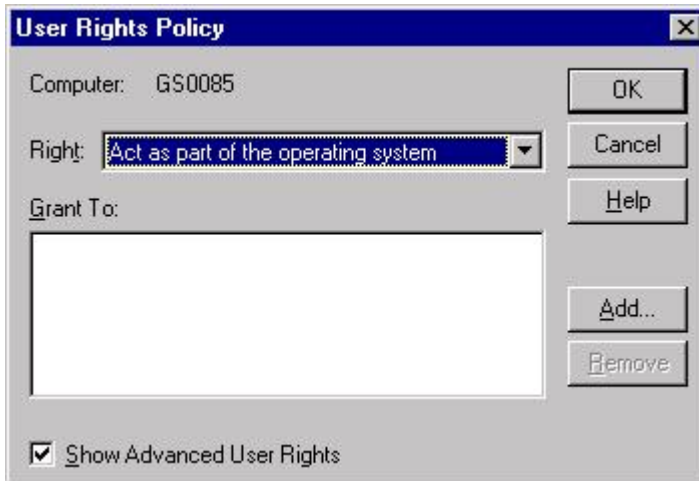 User Rights Policy
Computer: GS0085
OK
Right: Act as part of the operating system
Cancel
Grant To:
Help
Add...
Remove
Show Advanced User Rights